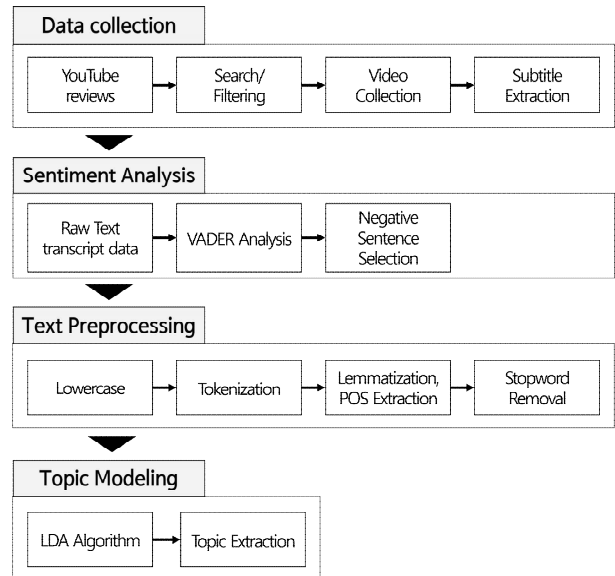 Data collection
YouTube
reviews
Search/
Filtering
Video
Collection
Subtitle
Extraction
Sentiment Analysis
Raw Text
transcript data
VADER Analysis
Negative
Sentence
Selection
Text Preprocessing
Lowercase
Tokenization
Lemmatization,
POS Extraction
Stopword
Removal
Topic Modeling
LDA Algorithm
Topic Extraction